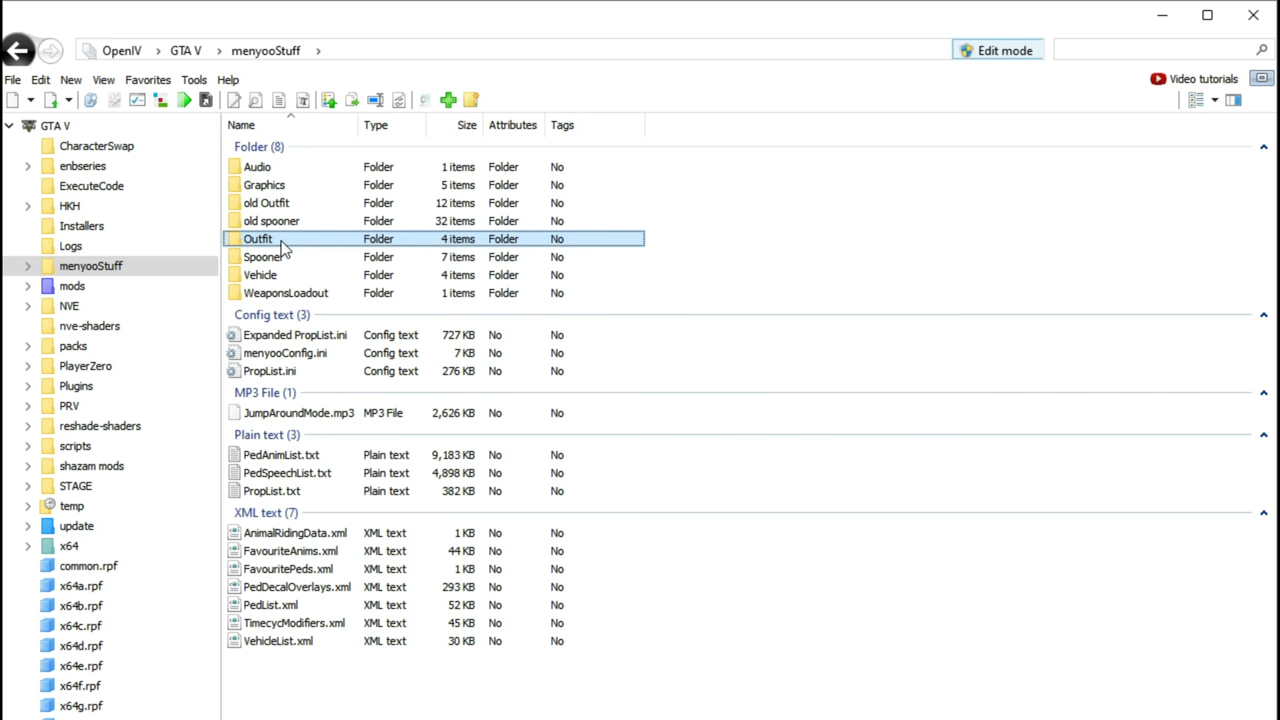 OpenIV > GTA V > menyooStuff >
Edit mode
File Edit New View Favorites Tools Help
Video tutorials
GTA V
CharacterSwap
enbseries
ExecuteCode
HKH
Installers
Logs
menyooStuff
mods
NVE
nve-shaders
packs
PlayerZero
Plugins
PRV
reshade-shaders
scripts
shazam mods
STAGE
temp
update
x64
common.rpf
x64a.rpf
x64b.rpf
x64c.rpf
x64d.rpf
x64e.rpf
x64f.rpf
x64g.rpf
Name Type Size Attributes Tags
Folder (8)
Audio Folder 1 items Folder No
Graphics Folder 5 items Folder No
old Outfit Folder 12 items Folder No
old spooner Folder 32 items Folder No
Outfit Folder 4 items Folder No
Spooner Folder 7 items Folder No
Vehicle Folder 4 items Folder No
WeaponsLoadout Folder 1 items Folder No
Config text (3)
Expanded PropList.ini Config text 727 KB No No
menyooConfig.ini Config text 7 KB No No
PropList.ini Config text 276 KB No No
MP3 File (1)
JumpAroundMode.mp3 MP3 File 2,626 KB No No
Plain text (3)
PedAnimList.txt Plain text 9,183 KB No No
PedSpeechList.txt Plain text 4,898 KB No No
PropList.txt Plain text 382 KB No No
XML text (7)
AnimalRidingData.xml XML text 1 KB No No
FavouriteAnims.xml XML text 44 KB No No
FavouritePeds.xml XML text 1 KB No No
PedDecalOverlays.xml XML text 293 KB No No
PedList.xml XML text 52 KB No No
TimecycModifiers.xml XML text 45 KB No No
VehicleList.xml XML text 30 KB No No